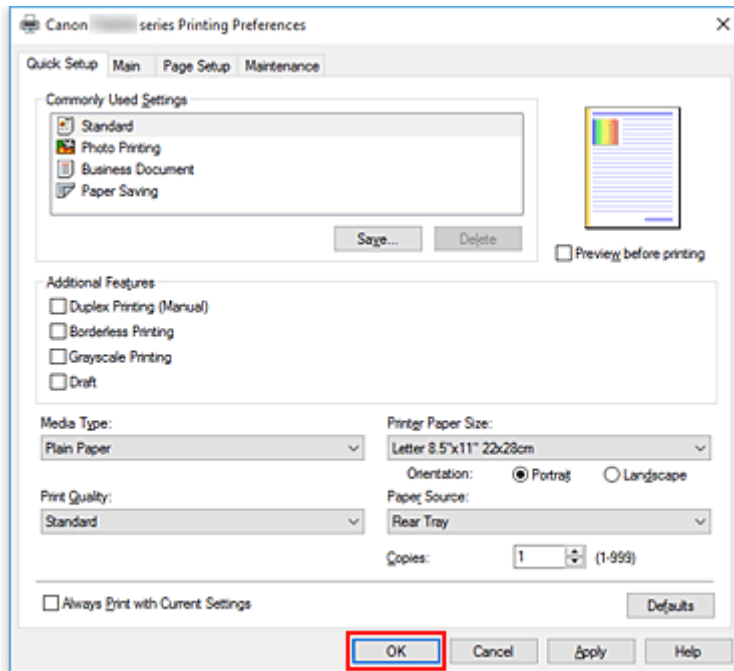 Canon series Printing Preferences
Quick Setup Main Page Setup Maintenance
Commonly Used Settings
Standard
Photo Printing
Business Document
Paper Saving
Save... Delete
Preview before printing
Additional Features
Duplex Printing (Manual)
Borderless Printing
Grayscale Printing
Draft
Media Type:
Plain Paper
Printer Paper Size:
Letter 8.5"x11" 22x28cm
Orientation: Portrait Landscape
Print Quality:
Standard
Paper Source:
Rear Tray
Copies: 1 (1-999)
Always Print with Current Settings
Defaults
OK Cancel Apply Help